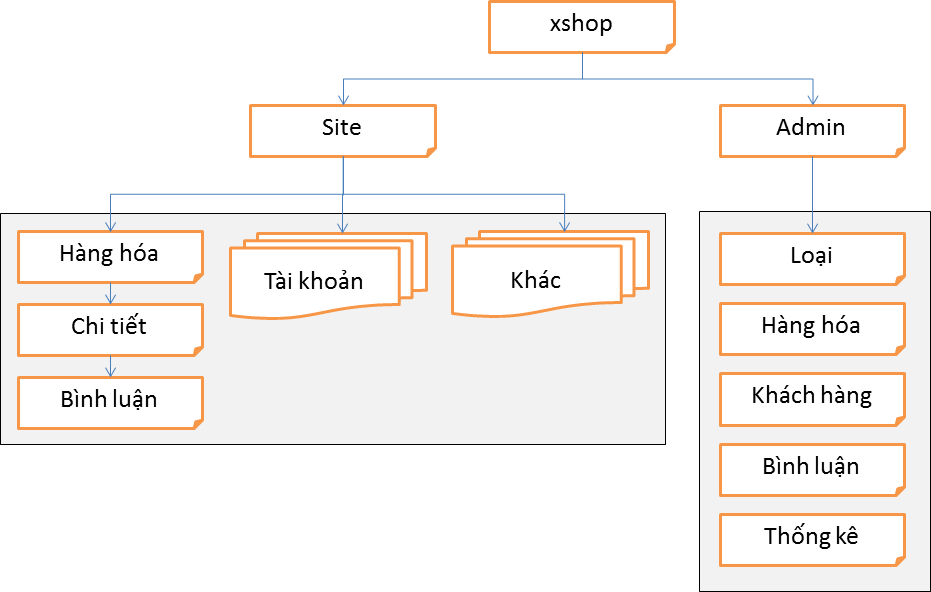 xshop
Site
Admin
Hàng hóa
Chi tiết
Bình luận
Tài khoản
Khác
Loại
Hàng hóa
Khách hàng
Bình luận
Thống kê